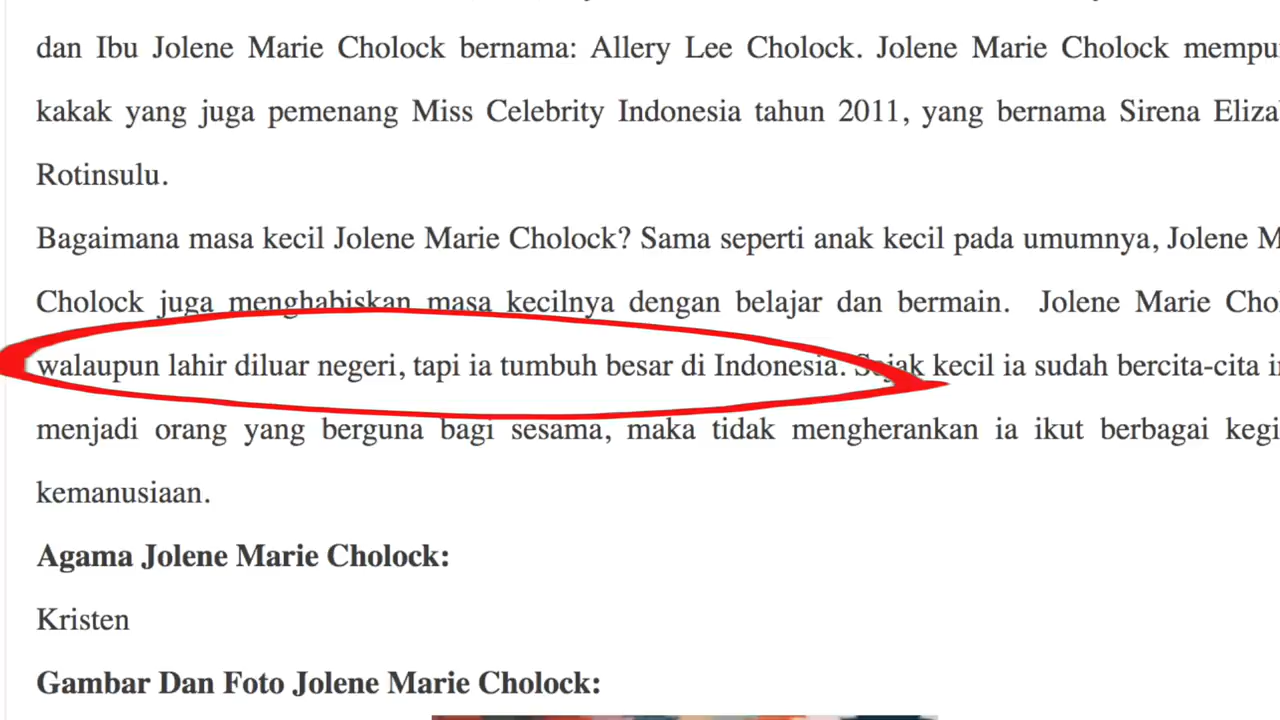 dan Ibu Jolene Marie Cholock bernama: Allery Lee Cholock. Jolene Marie Cholock
kakak yang juga pemenang Miss Celebrity Indonesia tahun 2011, yang bernama Sirena
Rotinsulu.
Bagaimana masa kecil Jolene Marie Cholock? Sama seperti anak kecil pada umumnya, Jolene
Cholock juga menghabiskan masa kecilnya dengan belajar dan bermain. Jolene Marie
walaupun lahir diluar negeri, tapi ia tumbuh besar di Indonesia. Sejak kecil ia sudah bercita-cita
menjadi orang yang berguna bagi sesama, maka tidak mengherankan ia ikut berbagai
kemanusiaan.
Agama Jolene Marie Cholock:
Kristen
Gambar Dan Foto Jolene Marie Cholock: